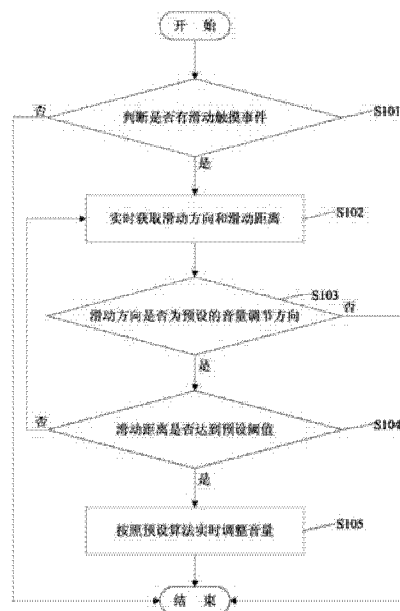 开 始
判断是否有滑动触摸事件
S101
否
是
实时获取滑动方向和滑动距离
S102
S103
滑动方向是否为预设的音量调节方向
否
是
滑动距离是否达到预设阈值
S104
否
是
按照预设算法实时调整音量
S105
结 束